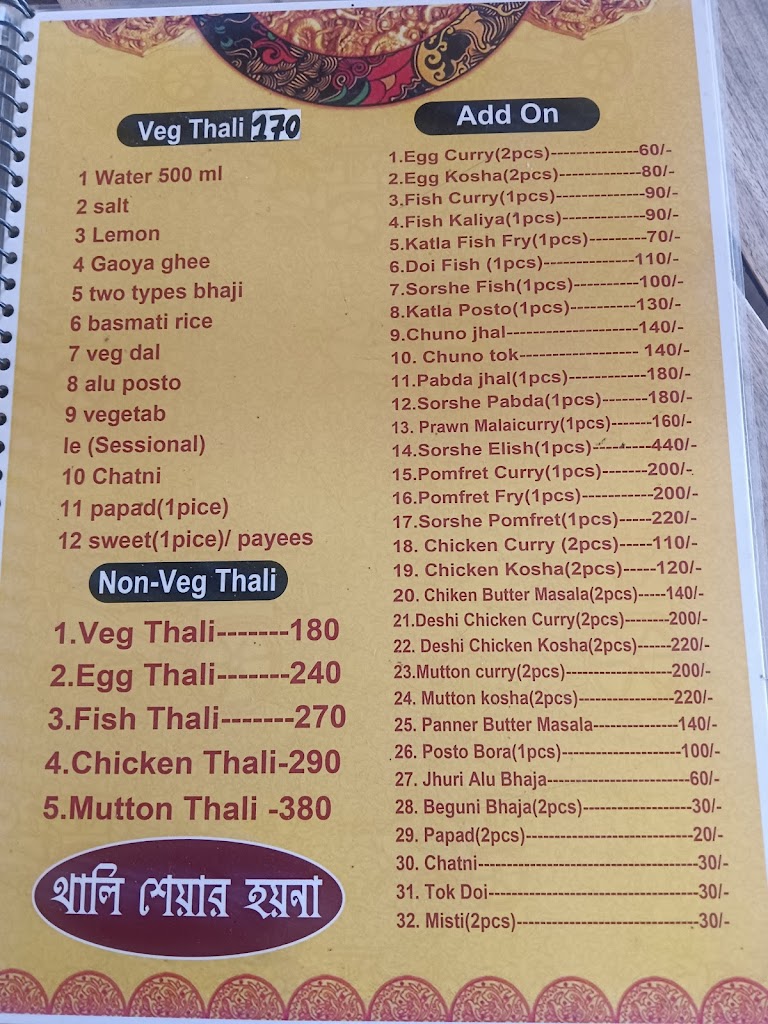 Veg Thali 170
1 Water 500 ml
2 salt
3 Lemon
4 Gaoya ghee
5 two types bhaji
6 basmati rice
7 veg dal
8 alu posto
9 vegetab
le (Sessional)
10 Chatni
11 papad(1pice)
12 sweet(1pice)/ payees
Non-Veg Thali
1.Veg Thali-------180
2.Egg Thali-------240
3.Fish Thali-------270
4.Chicken Thali-290
5.Mutton Thali -380
থালি শেয়ার হয়না
Add On
1.Egg Curry(2pcs)--------------60/-
2.Egg Kosha(2pcs)-------------80/-
3.Fish Curry(1pcs)--------------90/-
4.Fish Kaliya(1pcs)-------------90/-
5.Katla Fish Fry(1pcs)---------70/-
6.Doi Fish (1pcs)--------------110/-
7.Sorshe Fish(1pcs)----------100/-
8.Katla Posto(1pcs)----------130/-
9.Chuno jhal---------------------140/-
10. Chuno tok------------------- 140/-
11.Pabda jhal(1pcs)------------180/-
12.Sorshe Pabda(1pcs)-------180/-
13. Prawn Malaicurry(1pcs)-------160/-
14.Sorshe Elish(1pcs)---------440/-
15.Pomfret Curry(1pcs)-------200/-
16.Pomfret Fry(1pcs)-----------200/-
17.Sorshe Pomfret(1pcs)-----220/-
18. Chicken Curry (2pcs)-----110/-
19. Chicken Kosha(2pcs)-----120/-
20. Chiken Butter Masala(2pcs)-----140/-
21.Deshi Chicken Curry(2pcs)--------200/-
22. Deshi Chicken Kosha(2pcs)------220/-
23.Mutton curry(2pcs)-------------------200/-
24. Mutton kosha(2pcs)-----------------220/-
25. Panner Butter Masala---------------140/-
26. Posto Bora(1pcs)---------------------100/-
27. Jhuri Alu Bhaja-------------------------60/-
28. Beguni Bhaja(2pcs)-------------------30/-
29. Papad(2pcs)-----------------------------20/-
30. Chatni---------------------------------------30/-
31. Tok Doi-------------------------------------30/-
32. Misti(2pcs)--------------------------------30/-